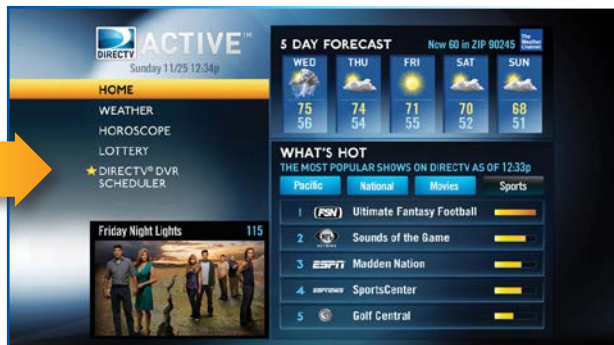 DIRECTV
ACTIVE™
Sunday 11/25 12:34p
HOME
WEATHER
HOROSCOPE
LOTTERY
DIRECTV® DVR
SCHEDULER
Friday Night Lights 115
5 DAY FORECAST Now 60 in ZIP 90245 The Weather Channel
WED THU FRI SAT SUN
75 74 71 70 68
56 54 55 52 51
WHAT'S HOT
THE MOST POPULAR SHOWS ON DIRECTV AS OF 12:33p
Pacific National Movies Sports
1 FSN Ultimate Fantasy Football
2 Sounds of the Game
3 ESPN Madden Nation
4 ESPNEWS SportsCenter
5 Golf Central